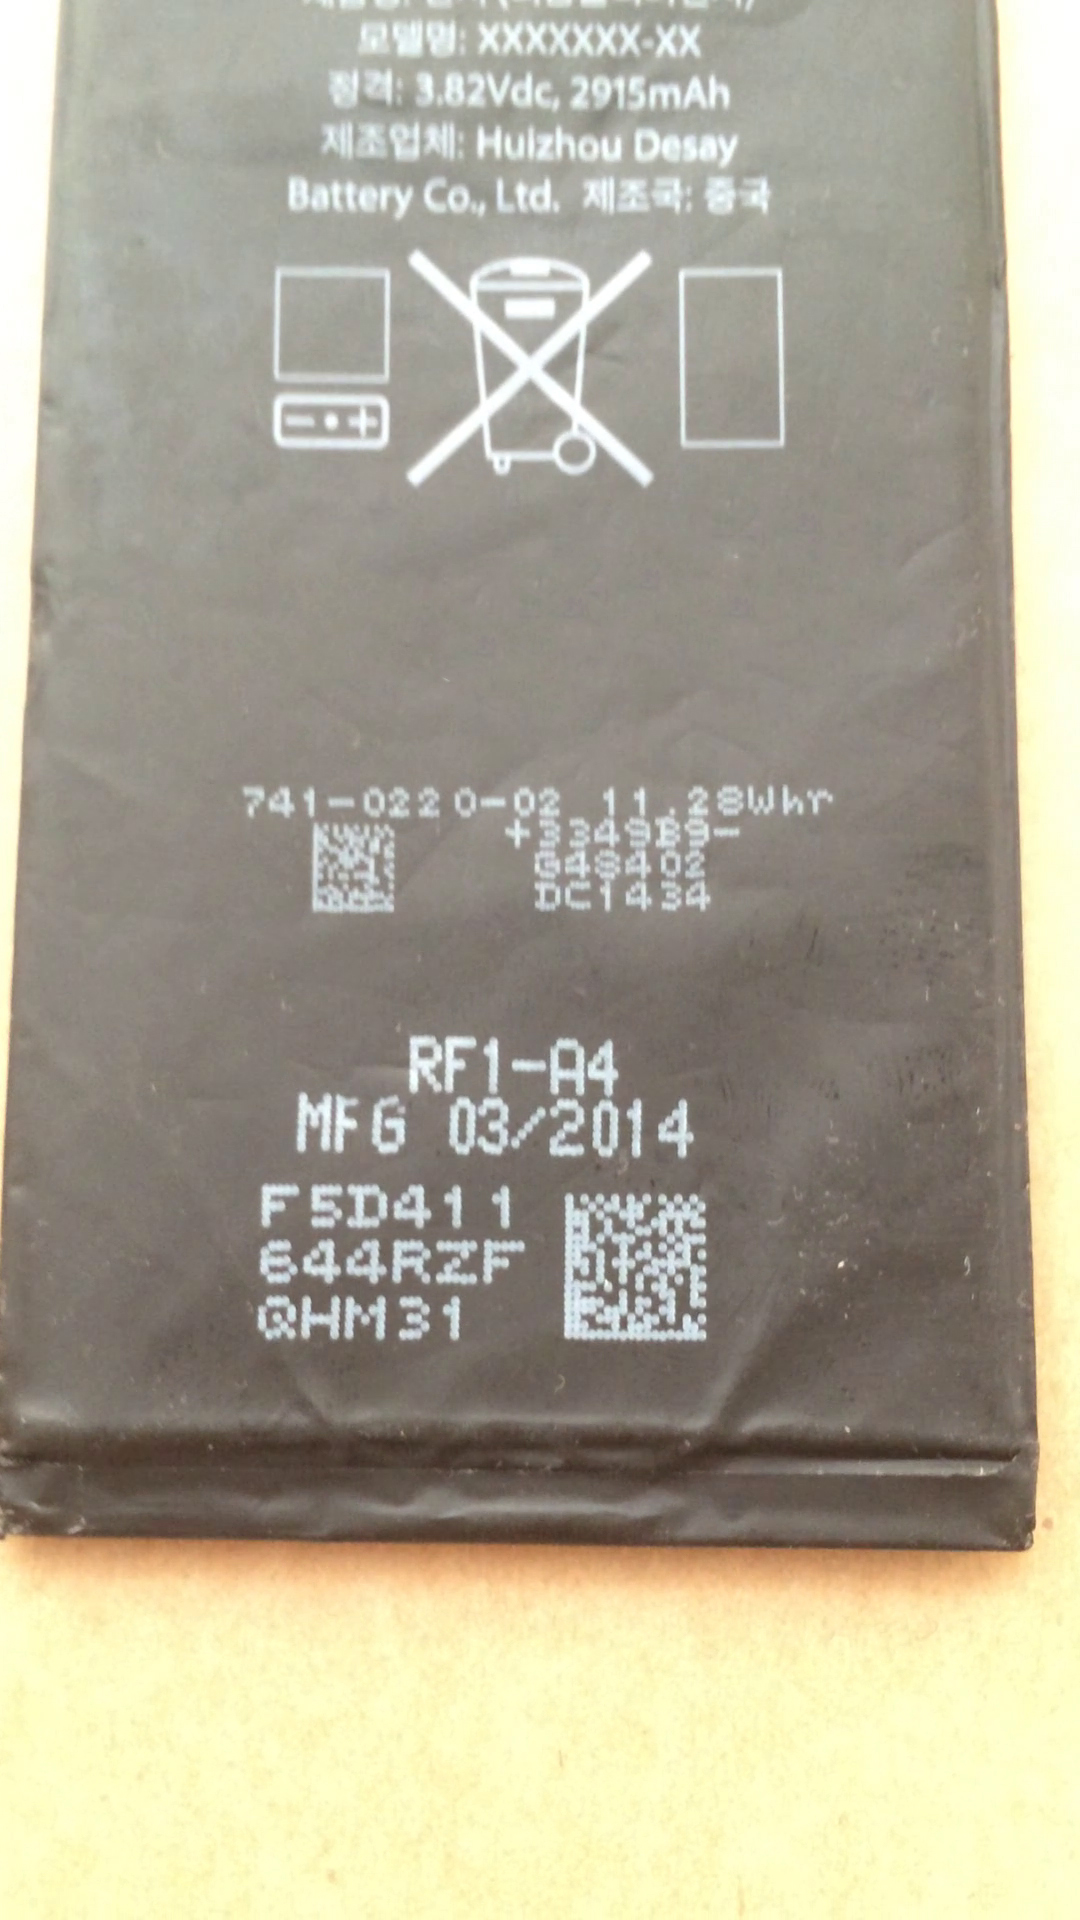 모델명: XXXXXXX-XX
정격: 3.82Vdc, 2915mAh
제조업체: Huizhou Desay
Battery Co., Ltd. 제조국: 중국
741-0220-02 11.28Whr
+3349B9-
G48402
DC1434
RF1-A4
MFG 03/2014
F5D411
644RZF
QHM31